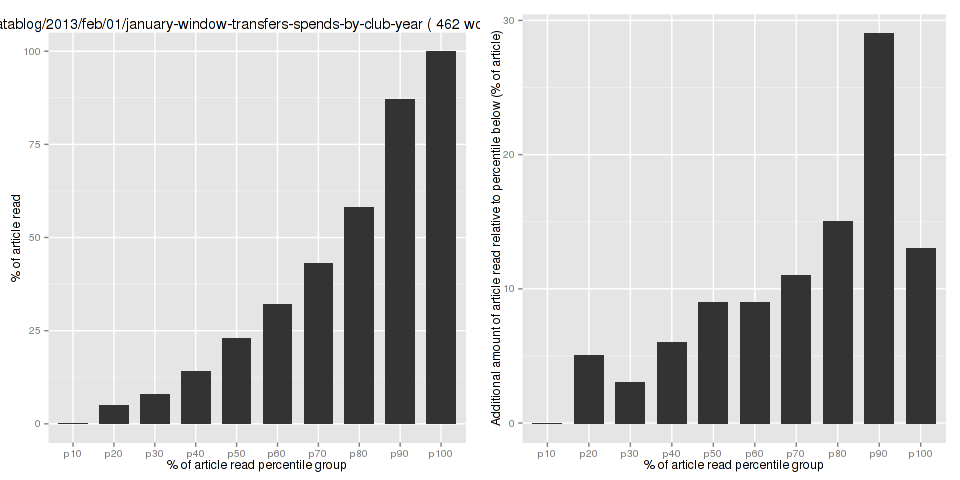 atablog/2013/feb/01/january-window-transfers-spends-by-club-year ( 462 wo
% of article read
100
75
50
25
0
p10 p20 p30 p40 p50 p60 p70 p80 p90 p100
% of article read percentile group
Additional amount of article read relative to percentile below (% of article)
30
20
10
0
p10 p20 p30 p40 p50 p60 p70 p80 p90 p100
% of article read percentile group